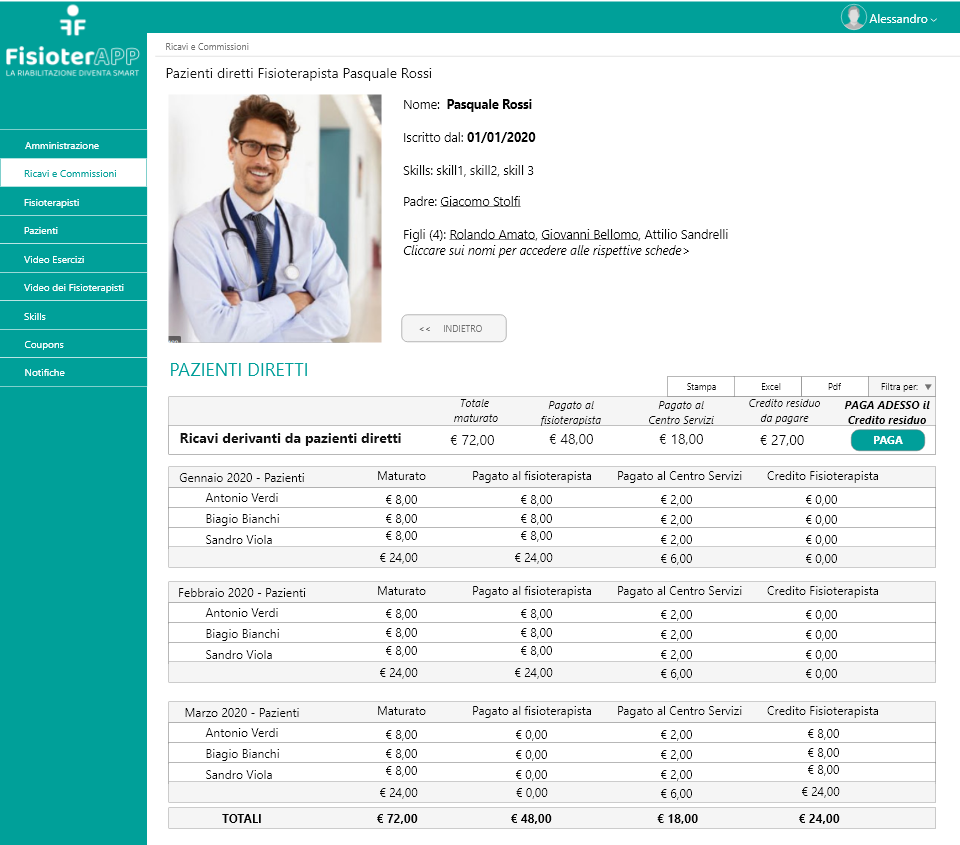 Alessandro
FisioterAPP
LA RIABILITAZIONE DIVENTA SMART
Amministrazione
Ricavi e Commissioni
Fisioterapisti
Pazienti
Video Esercizi
Video dei Fisioterapisti
Skills
Coupons
Notifiche
Ricavi e Commissioni
Pazienti diretti Fisioterapista Pasquale Rossi
Nome: Pasquale Rossi
Iscritto dal: 01/01/2020
Skills: skill1, skill2, skill 3
Padre: Giacomo Stolfi
Figli (4): Rolando Amato, Giovanni Bellomo, Attilio Sandrelli
Cliccare sui nomi per accedere alle rispettive schede>
<< INDIETRO
PAZIENTI DIRETTI
Stampa Excel Pdf Filtra per:
Totale maturato Pagato al fisioterapista Pagato al Centro Servizi Credito residuo da pagare PAGA ADESSO il Credito residuo
Ricavi derivanti da pazienti diretti € 72,00 € 48,00 € 18,00 € 27,00 PAGA
Gennaio 2020 - Pazienti Maturato Pagato al fisioterapista Pagato al Centro Servizi Credito Fisioterapista
Antonio Verdi € 8,00 € 8,00 € 2,00 € 0,00
Biagio Bianchi € 8,00 € 8,00 € 2,00 € 0,00
Sandro Viola € 8,00 € 8,00 € 2,00 € 0,00
€ 24,00 € 24,00 € 6,00 € 0,00
Febbraio 2020 - Pazienti Maturato Pagato al fisioterapista Pagato al Centro Servizi Credito Fisioterapista
Antonio Verdi € 8,00 € 8,00 € 2,00 € 0,00
Biagio Bianchi € 8,00 € 8,00 € 2,00 € 0,00
Sandro Viola € 8,00 € 8,00 € 2,00 € 0,00
€ 24,00 € 24,00 € 6,00 € 0,00
Marzo 2020 - Pazienti Maturato Pagato al fisioterapista Pagato al Centro Servizi Credito Fisioterapista
Antonio Verdi € 8,00 € 0,00 € 2,00 € 8,00
Biagio Bianchi € 8,00 € 0,00 € 2,00 € 8,00
Sandro Viola € 8,00 € 0,00 € 2,00 € 8,00
€ 24,00 € 0,00 € 6,00 € 24,00
TOTALI € 72,00 € 48,00 € 18,00 € 24,00